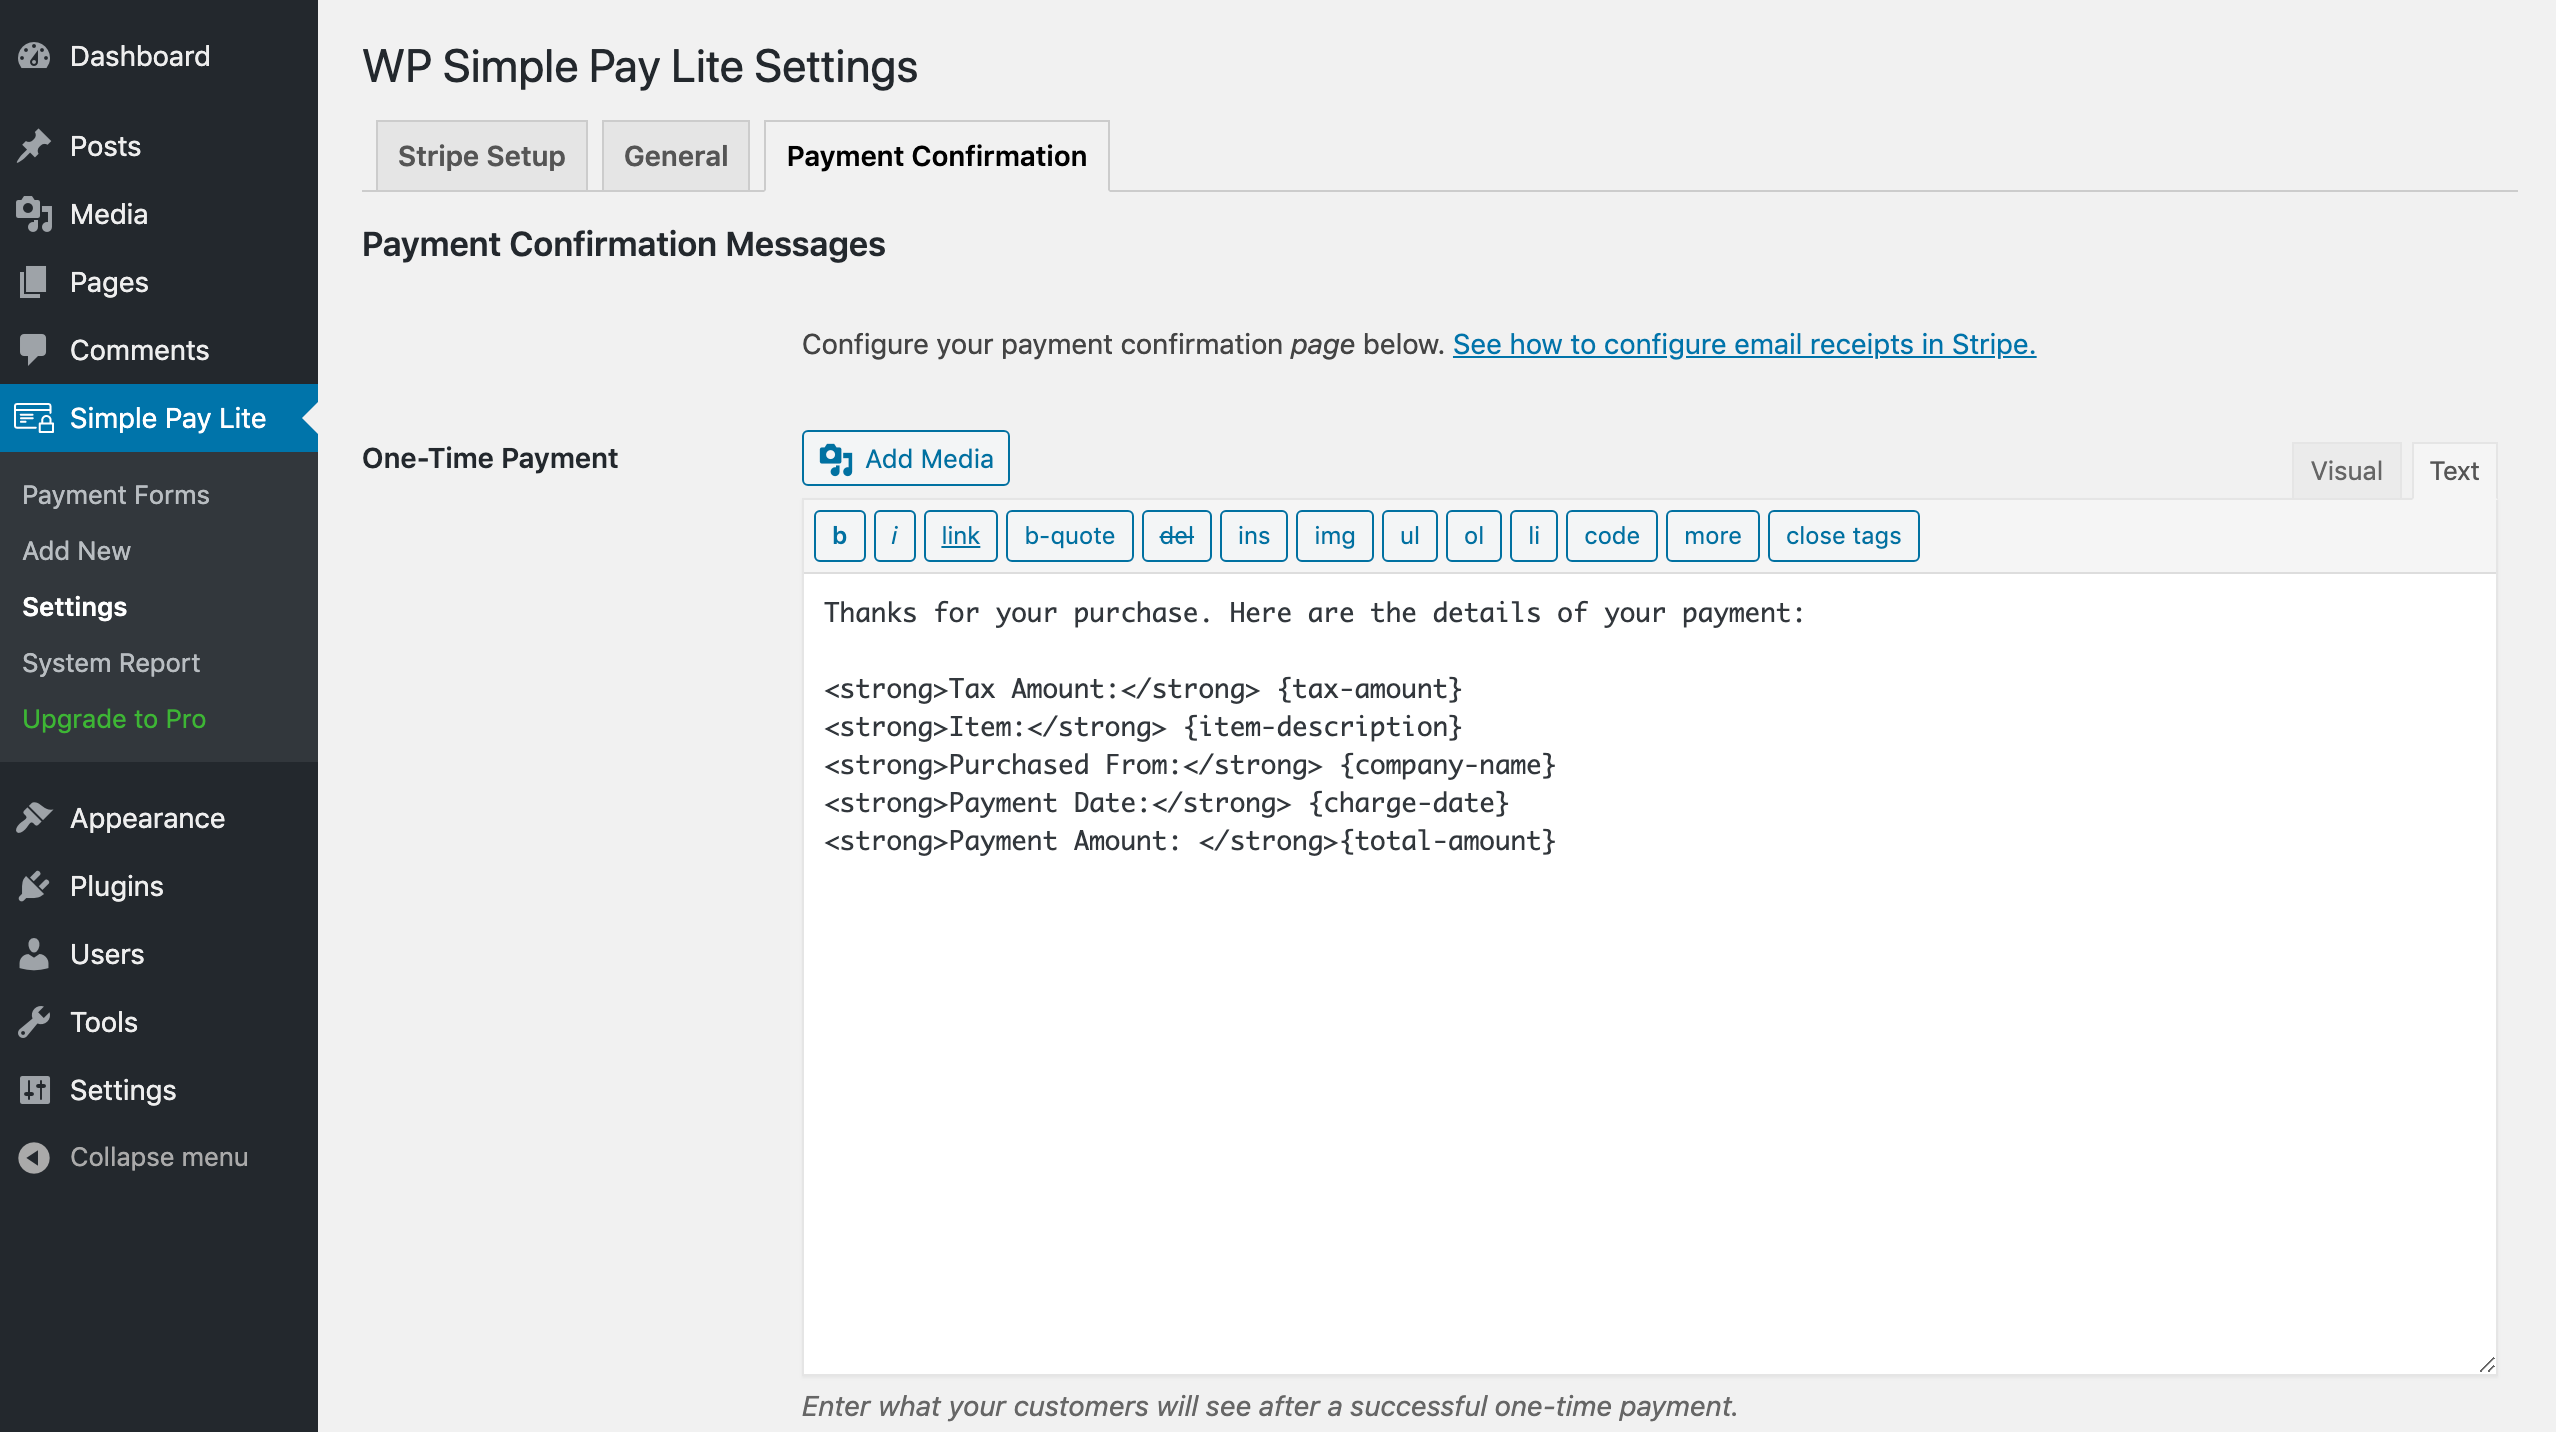 Dashboard
Posts
Media
Pages
Comments
Simple Pay Lite
Payment Forms
Add New
Settings
System Report
Upgrade to Pro
Appearance
Plugins
Users
Tools
Settings
Collapse menu
WP Simple Pay Lite Settings
Stripe Setup
General
Payment Confirmation
Payment Confirmation Messages
Configure your payment confirmation page below. See how to configure email receipts in Stripe.
One-Time Payment
Add Media
Visual
Text
b i link b-quote del ins img ul ol li code more close tags
Thanks for your purchase. Here are the details of your payment:
<strong>Tax Amount:</strong> {tax-amount}
<strong>Item:</strong> {item-description}
<strong>Purchased From:</strong> {company-name}
<strong>Payment Date:</strong> {charge-date}
<strong>Payment Amount: </strong>{total-amount}
Enter what your customers will see after a successful one-time payment.